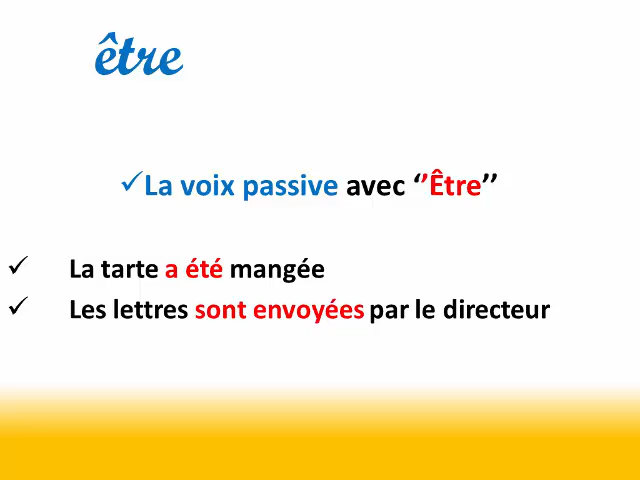 être
✓La voix passive avec ‘’Être’’
✓ La tarte a été mangée
✓ Les lettres sont envoyées par le directeur